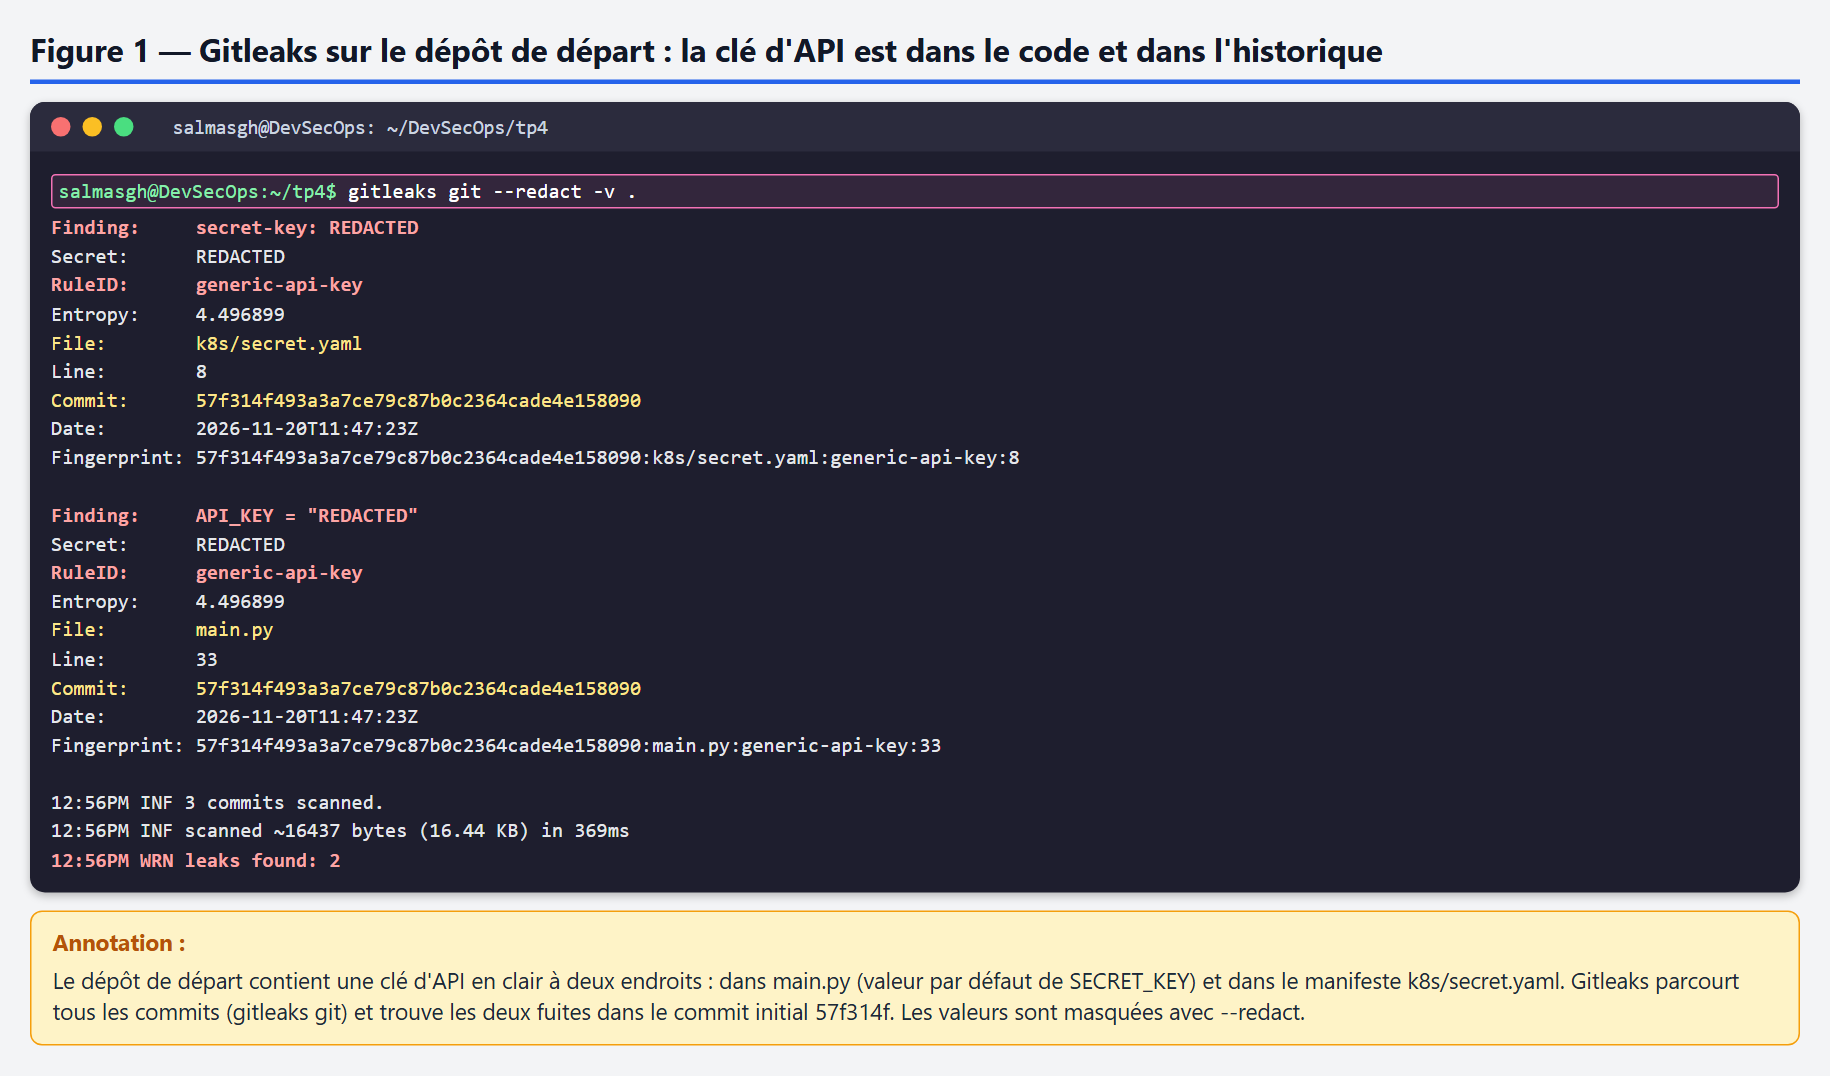 Figure 1 — Gitleaks sur le dépôt de départ : la clé d'API est dans le code et dans l'historique
salmasgh@DevSecOps: ~/DevSecOps/tp4
salmasgh@DevSecOps:~/tp4$ gitleaks git --redact -v .
Finding: secret-key: REDACTED
Secret: REDACTED
RuleID: generic-api-key
Entropy: 4.496899
File: k8s/secret.yaml
Line: 8
Commit: 57f314f493a3a7ce79c87b0c2364cade4e158090
Date: 2026-11-20T11:47:23Z
Fingerprint: 57f314f493a3a7ce79c87b0c2364cade4e158090:k8s/secret.yaml:generic-api-key:8
Finding: API_KEY = "REDACTED"
Secret: REDACTED
RuleID: generic-api-key
Entropy: 4.496899
File: main.py
Line: 33
Commit: 57f314f493a3a7ce79c87b0c2364cade4e158090
Date: 2026-11-20T11:47:23Z
Fingerprint: 57f314f493a3a7ce79c87b0c2364cade4e158090:main.py:generic-api-key:33
12:56PM INF 3 commits scanned.
12:56PM INF scanned ~16437 bytes (16.44 KB) in 369ms
12:56PM WRN leaks found: 2
Annotation :
Le dépôt de départ contient une clé d'API en clair à deux endroits : dans main.py (valeur par défaut de SECRET_KEY) et dans le manifeste k8s/secret.yaml. Gitleaks parcourt
tous les commits (gitleaks git) et trouve les deux fuites dans le commit initial 57f314f. Les valeurs sont masquées avec --redact.